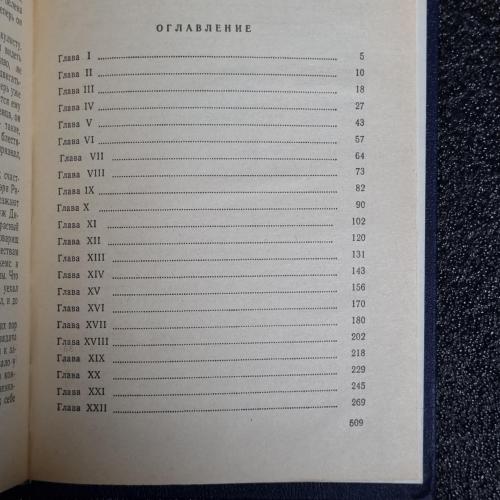 ОГЛАВЛЕНИЕ
Глава I 5
Глава II 10
Глава III 18
Глава IV 27
Глава V 43
Глава VI 57
Глава VII 64
Глава VIII 73
Глава IX 82
Глава X 90
Глава XI 102
Глава XII 120
Глава XIII 131
Глава XIV 143
Глава XV 156
Глава XVI 170
Глава XVII 180
Глава XVIII 202
Глава XIX 218
Глава XX 229
Глава XXI 245
Глава XXII 269
509